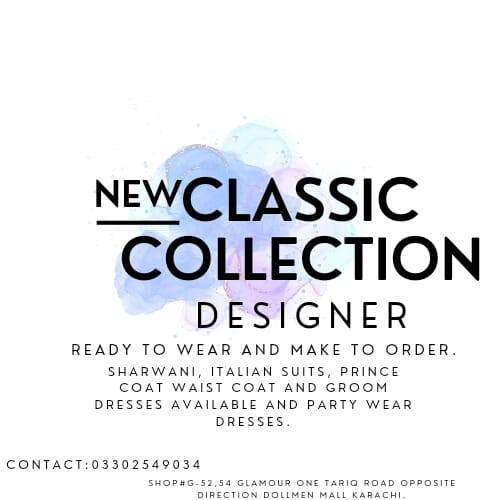 NEW CLASSIC
COLLECTION
DESIGNER
READY TO WEAR AND MAKE TO ORDER.
SHARWANI, ITALIAN SUITS, PRINCE
COAT WAIST COAT AND GROOM
DRESSES AVAILABLE AND PARTY WEAR
DRESSES.
CONTACT:03302549034
SHOP#G-52,54 GLAMOUR ONE TARIQ ROAD OPPOSITE
DIRECTION DOLLMEN MALL KARACHI.